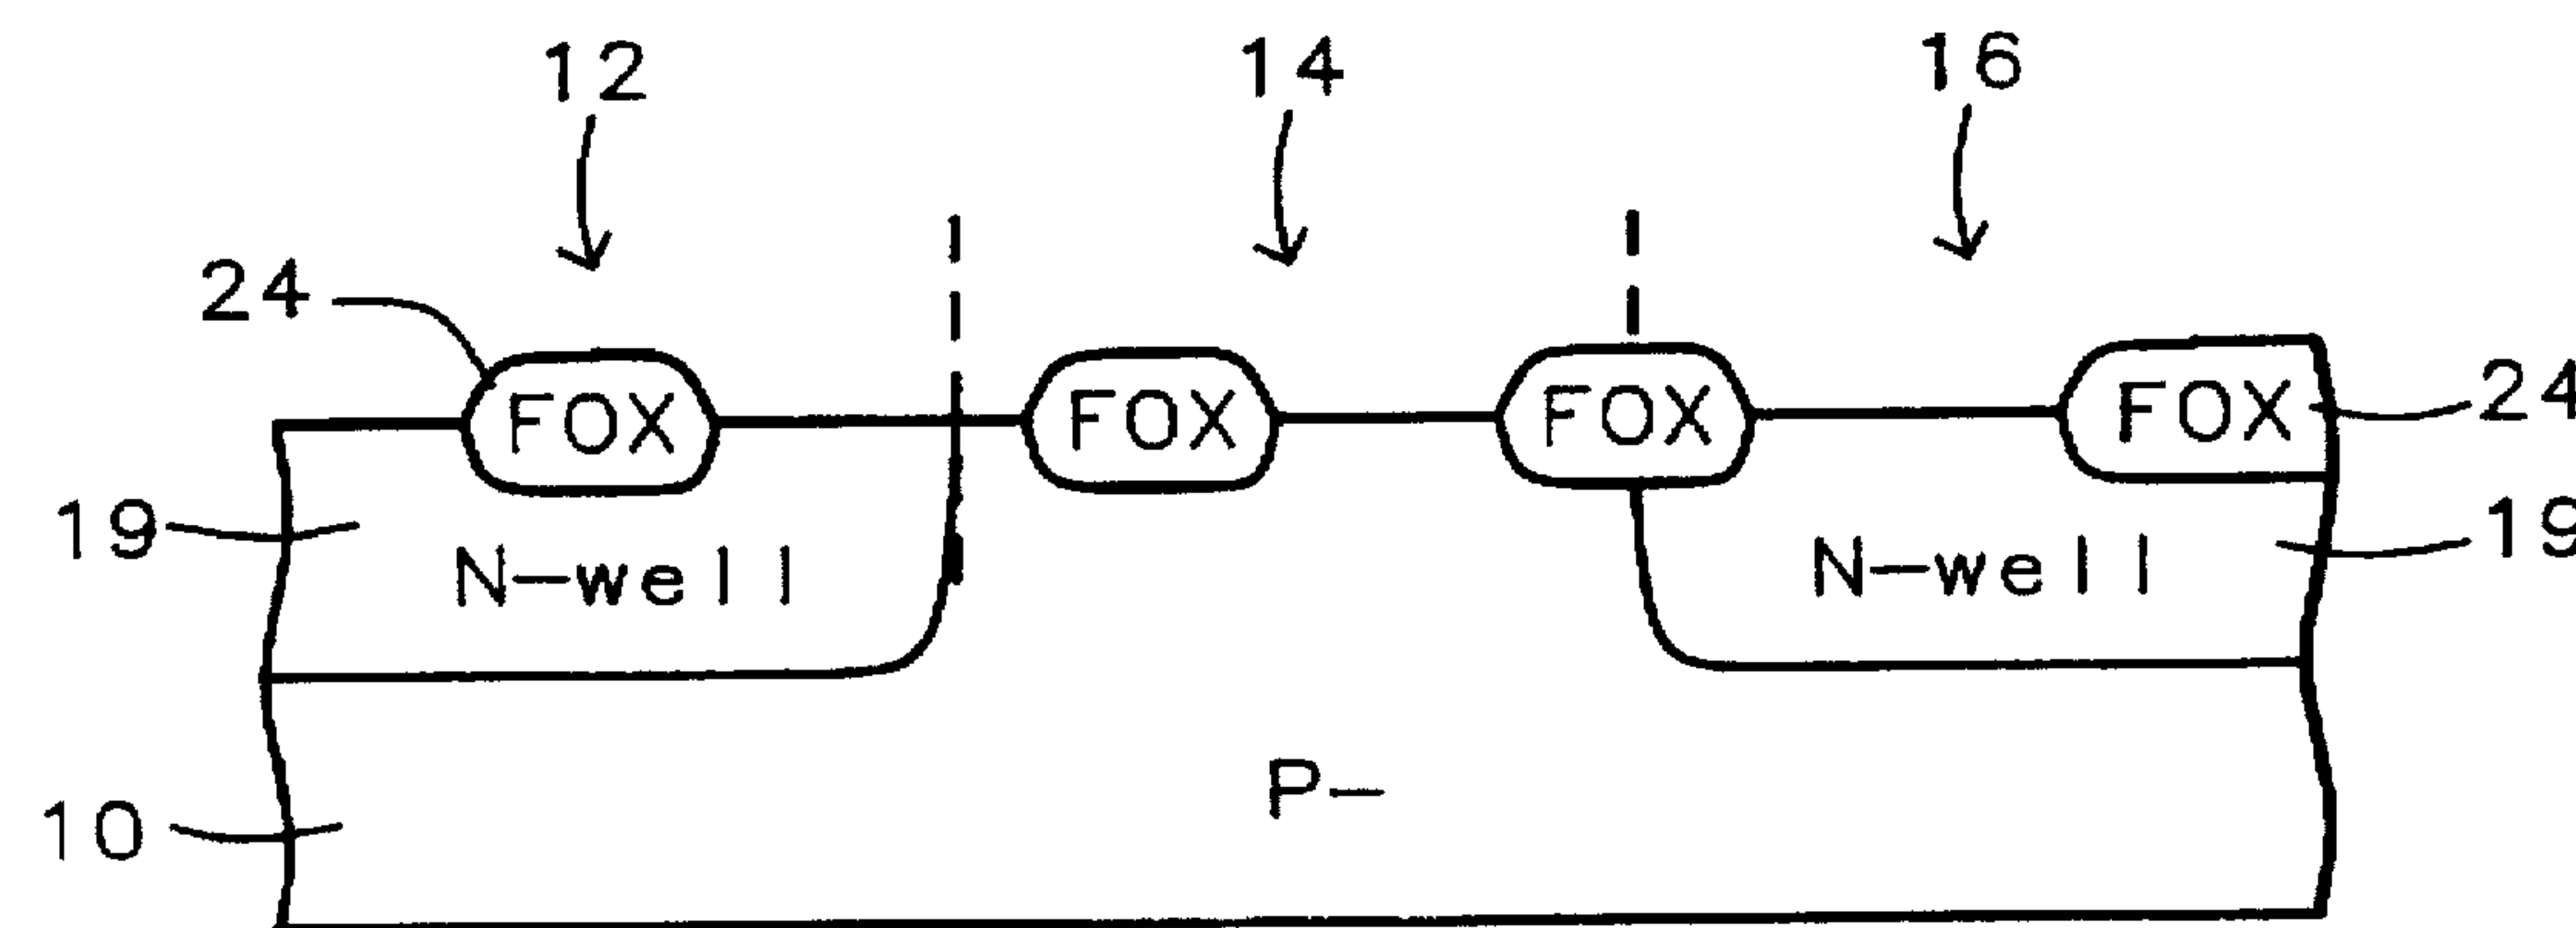 12 14 16
24
FOX FOX FOX FOX 24
19 N-well N-well 19
P-
10